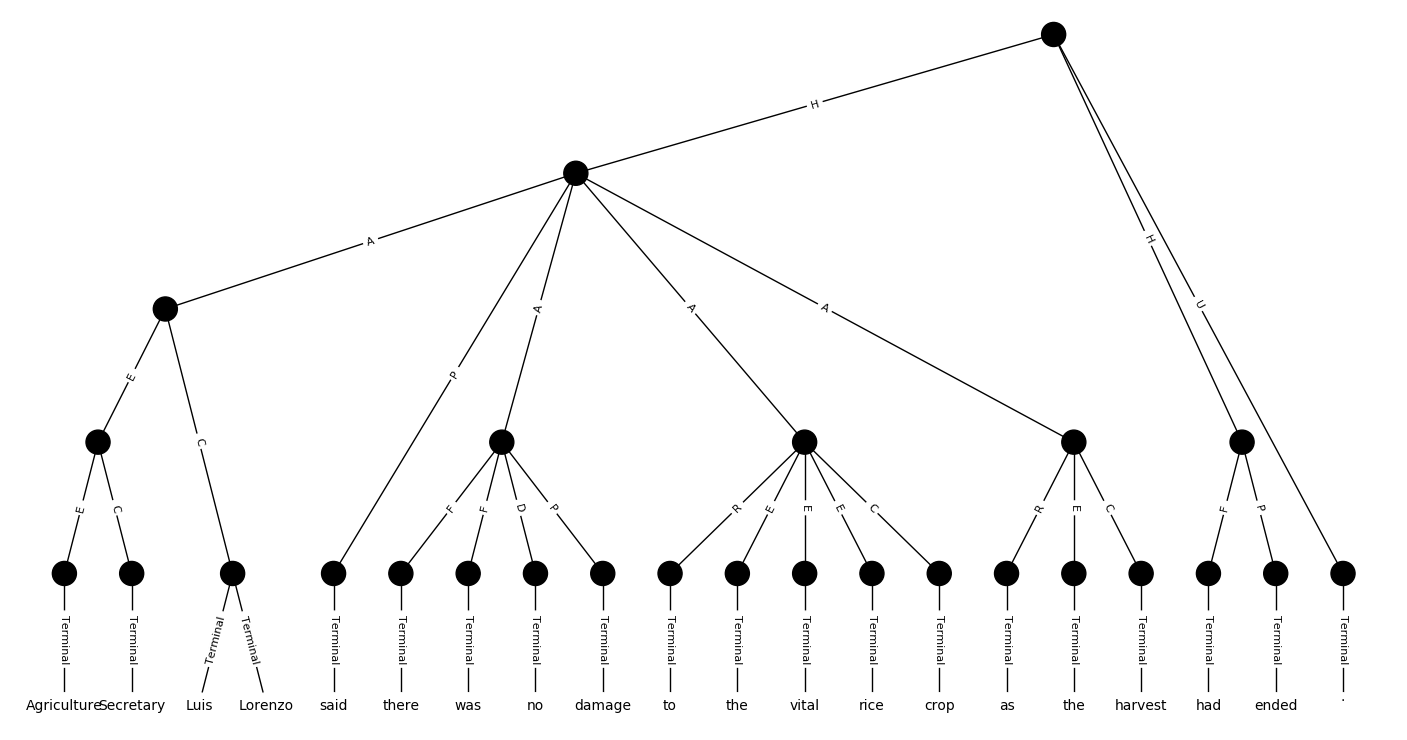 H
A H
U
E P A A A
C
E C F F D P R E E E C R E C F P
Terminal Terminal Terminal Terminal Terminal Terminal Terminal Terminal Terminal Terminal Terminal Terminal Terminal Terminal Terminal Terminal Terminal Terminal Terminal Terminal
Agriculture Secretary Luis Lorenzo said there was no damage to the vital rice crop as the harvest had ended .